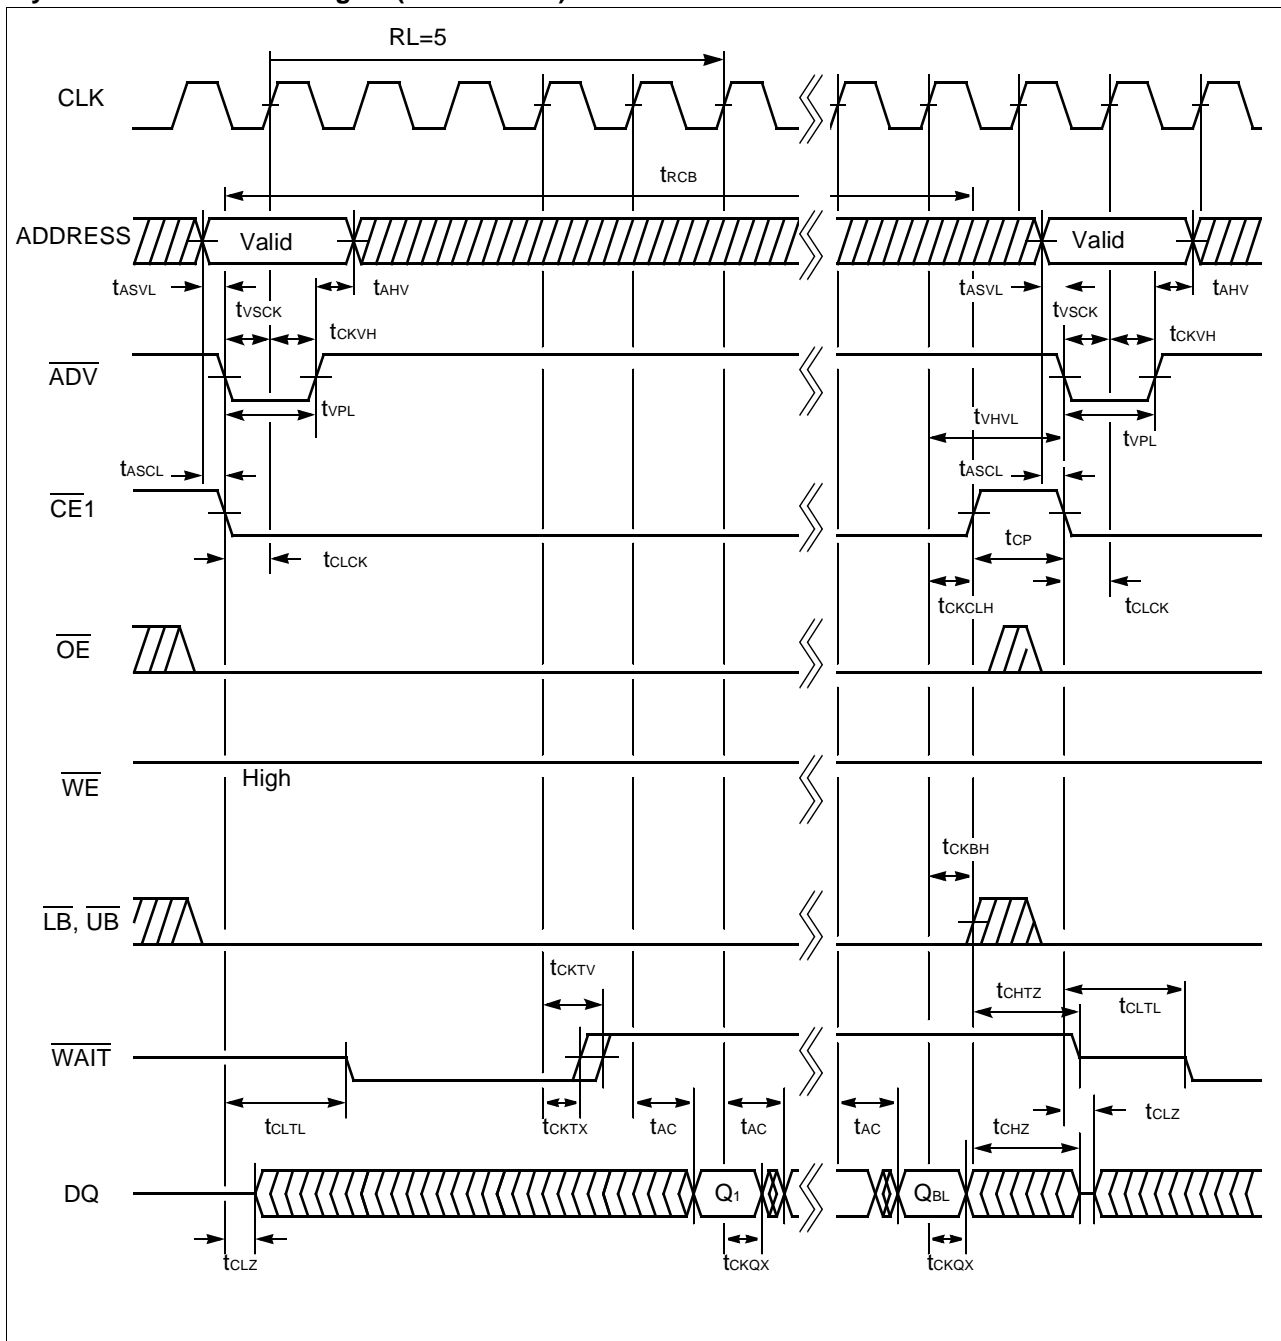 RL=5
CLK
tRCB
ADDRESS Valid Valid
tASVL tAHV tASVL tAHV
tVSCK tVSCK
tCKVH tCKVH
ADV
tVPL tVHVL tVPL
tASCL tASCL
CE1
tCP
tCLCK
tCKCLH tCLCK
OE
WE High
tCKBH
LB, UB
tCKTV
tCHTZ tCLTL
WAIT
tCLTL tCKTX tAC tAC tAC tCHZ tCLZ
DQ Q1 QBL
tCLZ tCKQX tCKQX